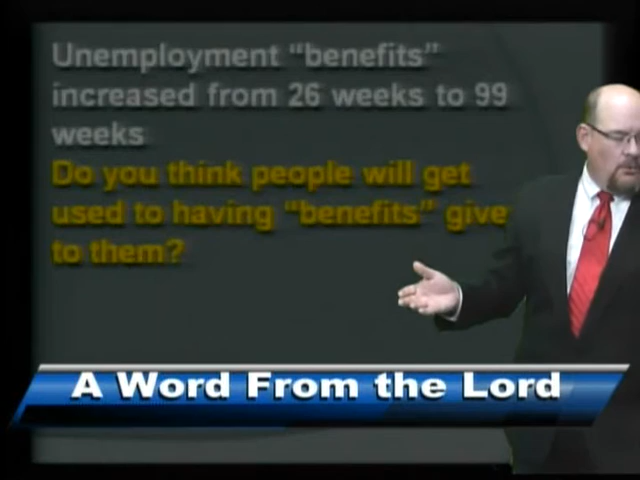 Unemployment “benefits”
increased from 26 weeks to 99
weeks
Do you think people will get
used to having “benefits” give
to them?
A Word From the Lord